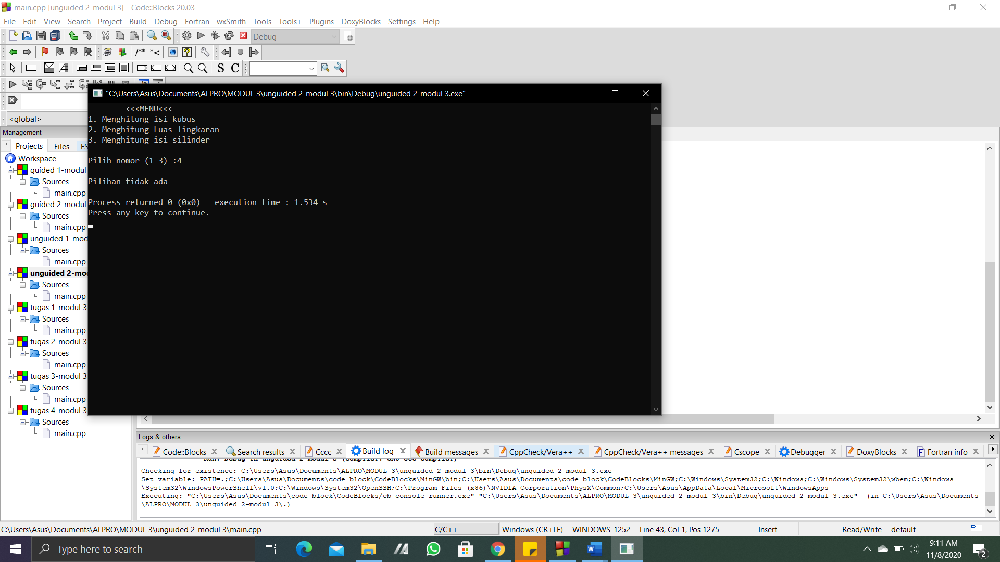 main.cpp [unguided 2-modul 3] - Code::Blocks 20.03
File Edit View Search Project Build Debug Fortran wxSmith Tools Tools+ Plugins DoxyBlocks Settings Help
Debug
/** *<
S C
"C:\Users\Asus\Documents\ALPRO\MODUL 3\unguided 2-modul 3\bin\Debug\unguided 2-modul 3.exe"
<<<MENU<<<
1. Menghitung isi kubus
2. Menghitung Luas lingkaran
3. Menghitung isi silinder
Pilih nomor (1-3) :4
Pilihan tidak ada
Process returned 0 (0x0)   execution time : 1.534 s
Press any key to continue.
<global>
Management
Projects Files FS
Workspace
guided 1-modul
Sources
main.cpp
guided 2-modul
Sources
main.cpp
unguided 1-mod
Sources
main.cpp
unguided 2-mo
Sources
main.cpp
tugas 1-modul 3
Sources
main.cpp
tugas 2-modul 3
Sources
main.cpp
tugas 3-modul 3
Sources
main.cpp
tugas 4-modul 3
Sources
main.cpp
Logs & others
Code::Blocks Search results Cccc Build log Build messages CppCheck/Vera++ CppCheck/Vera++ messages Cscope Debugger DoxyBlocks Fortran info
Checking for existence: C:\Users\Asus\Documents\ALPRO\MODUL 3\unguided 2-modul 3\bin\Debug\unguided 2-modul 3.exe
Set variable: PATH=.;C:\Users\Asus\Documents\code block\CodeBlocks\MinGW\bin;C:\Users\Asus\Documents\code block\CodeBlocks\MinGW;C:\Windows\System32;C:\Windows;C:\Windows\System32\wbem;C:\Windows
\System32\WindowsPowerShell\v1.0;C:\Windows\System32\OpenSSH;C:\Program Files (x86)\NVIDIA Corporation\PhysX\Common;C:\Users\Asus\AppData\Local\Microsoft\WindowsApps
Executing: "C:\Users\Asus\Documents\code block\CodeBlocks/cb_console_runner.exe" "C:\Users\Asus\Documents\ALPRO\MODUL 3\unguided 2-modul 3\bin\Debug\unguided 2-modul 3.exe"  (in C:\Users\Asus\Documents
\ALPRO\MODUL 3\unguided 2-modul 3\.)
C:\Users\Asus\Documents\ALPRO\MODUL 3\unguided 2-modul 3\main.cpp C/C++ Windows (CR+LF) WINDOWS-1252 Line 43, Col 1, Pos 1275 Insert Read/Write default
Type here to search
9:11 AM
11/8/2020
2